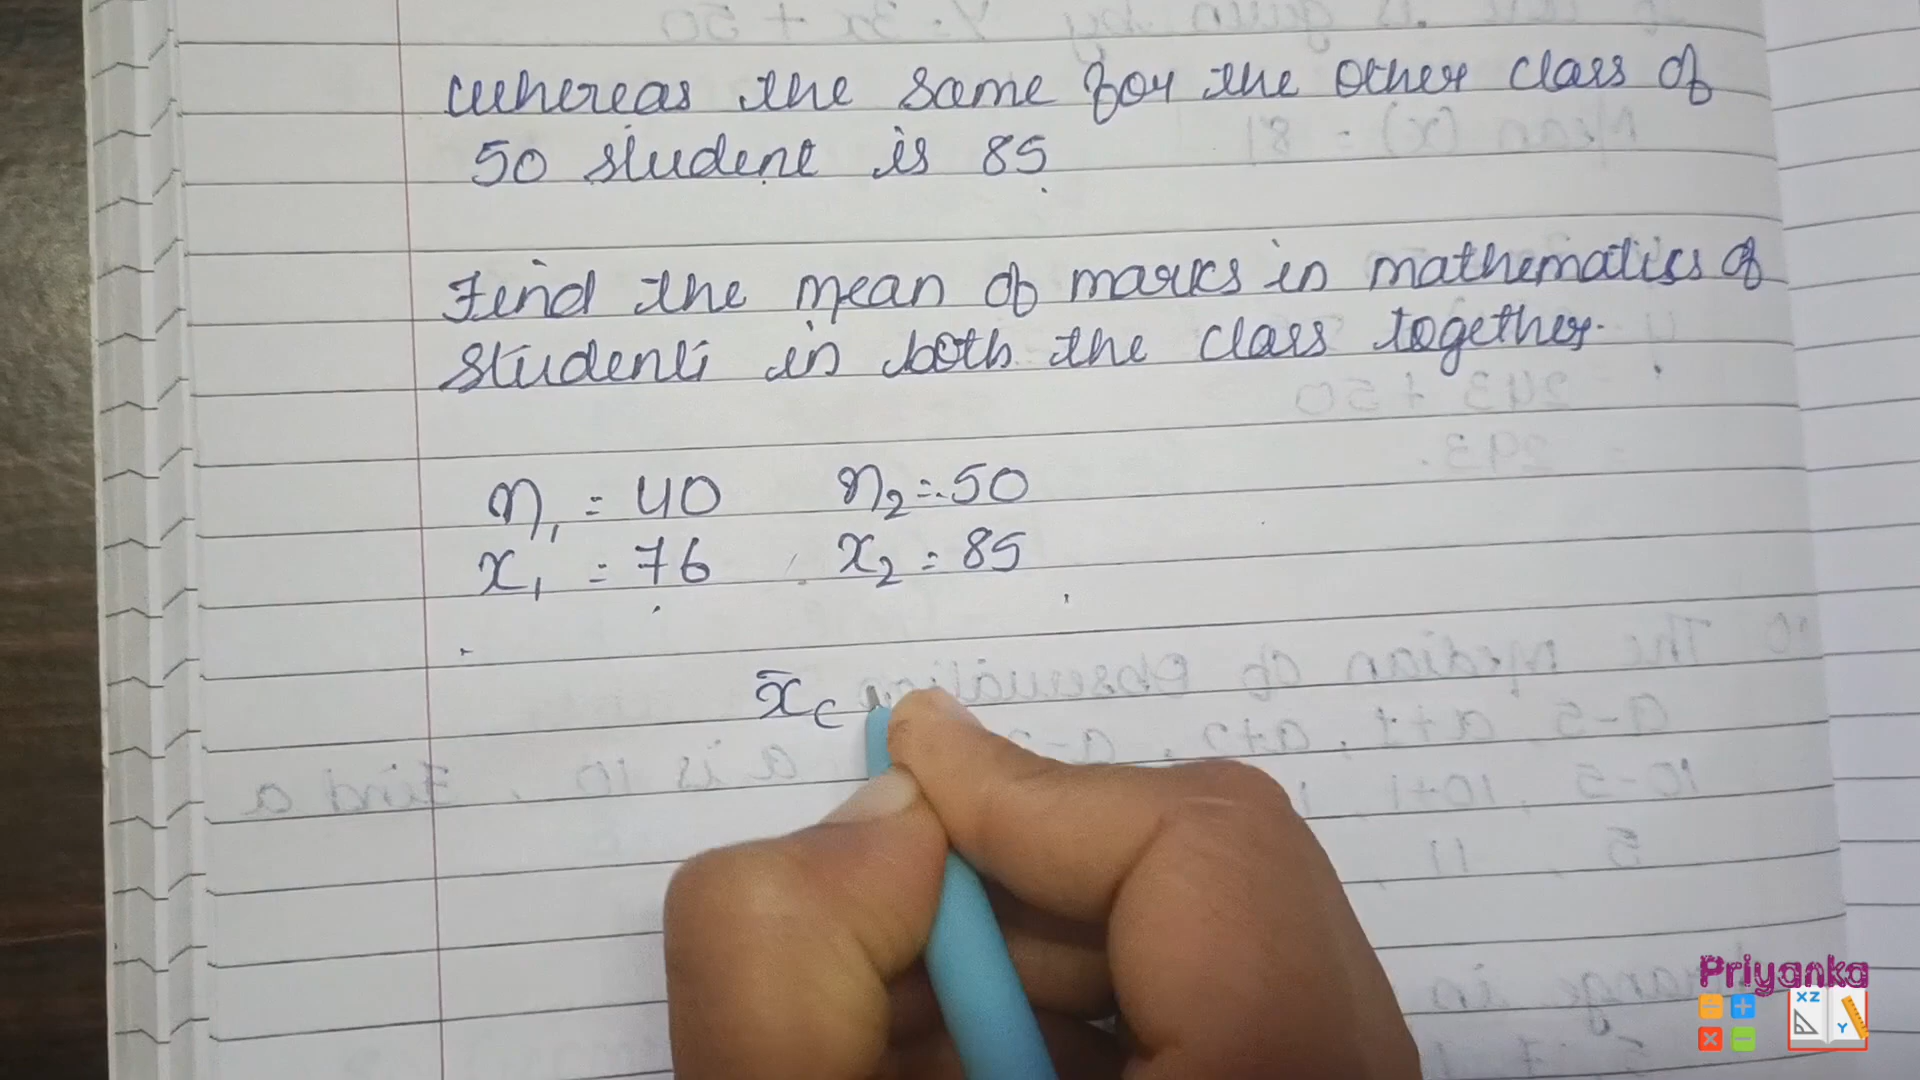 whereas the same for the other class of
50 student is 85
Find the mean of marks in mathematics of
students in both the class together.
n₁ = 40 n₂ = 50
x₁ = 76 x₂ = 85
x̄c
Priyanka
XZ
Y